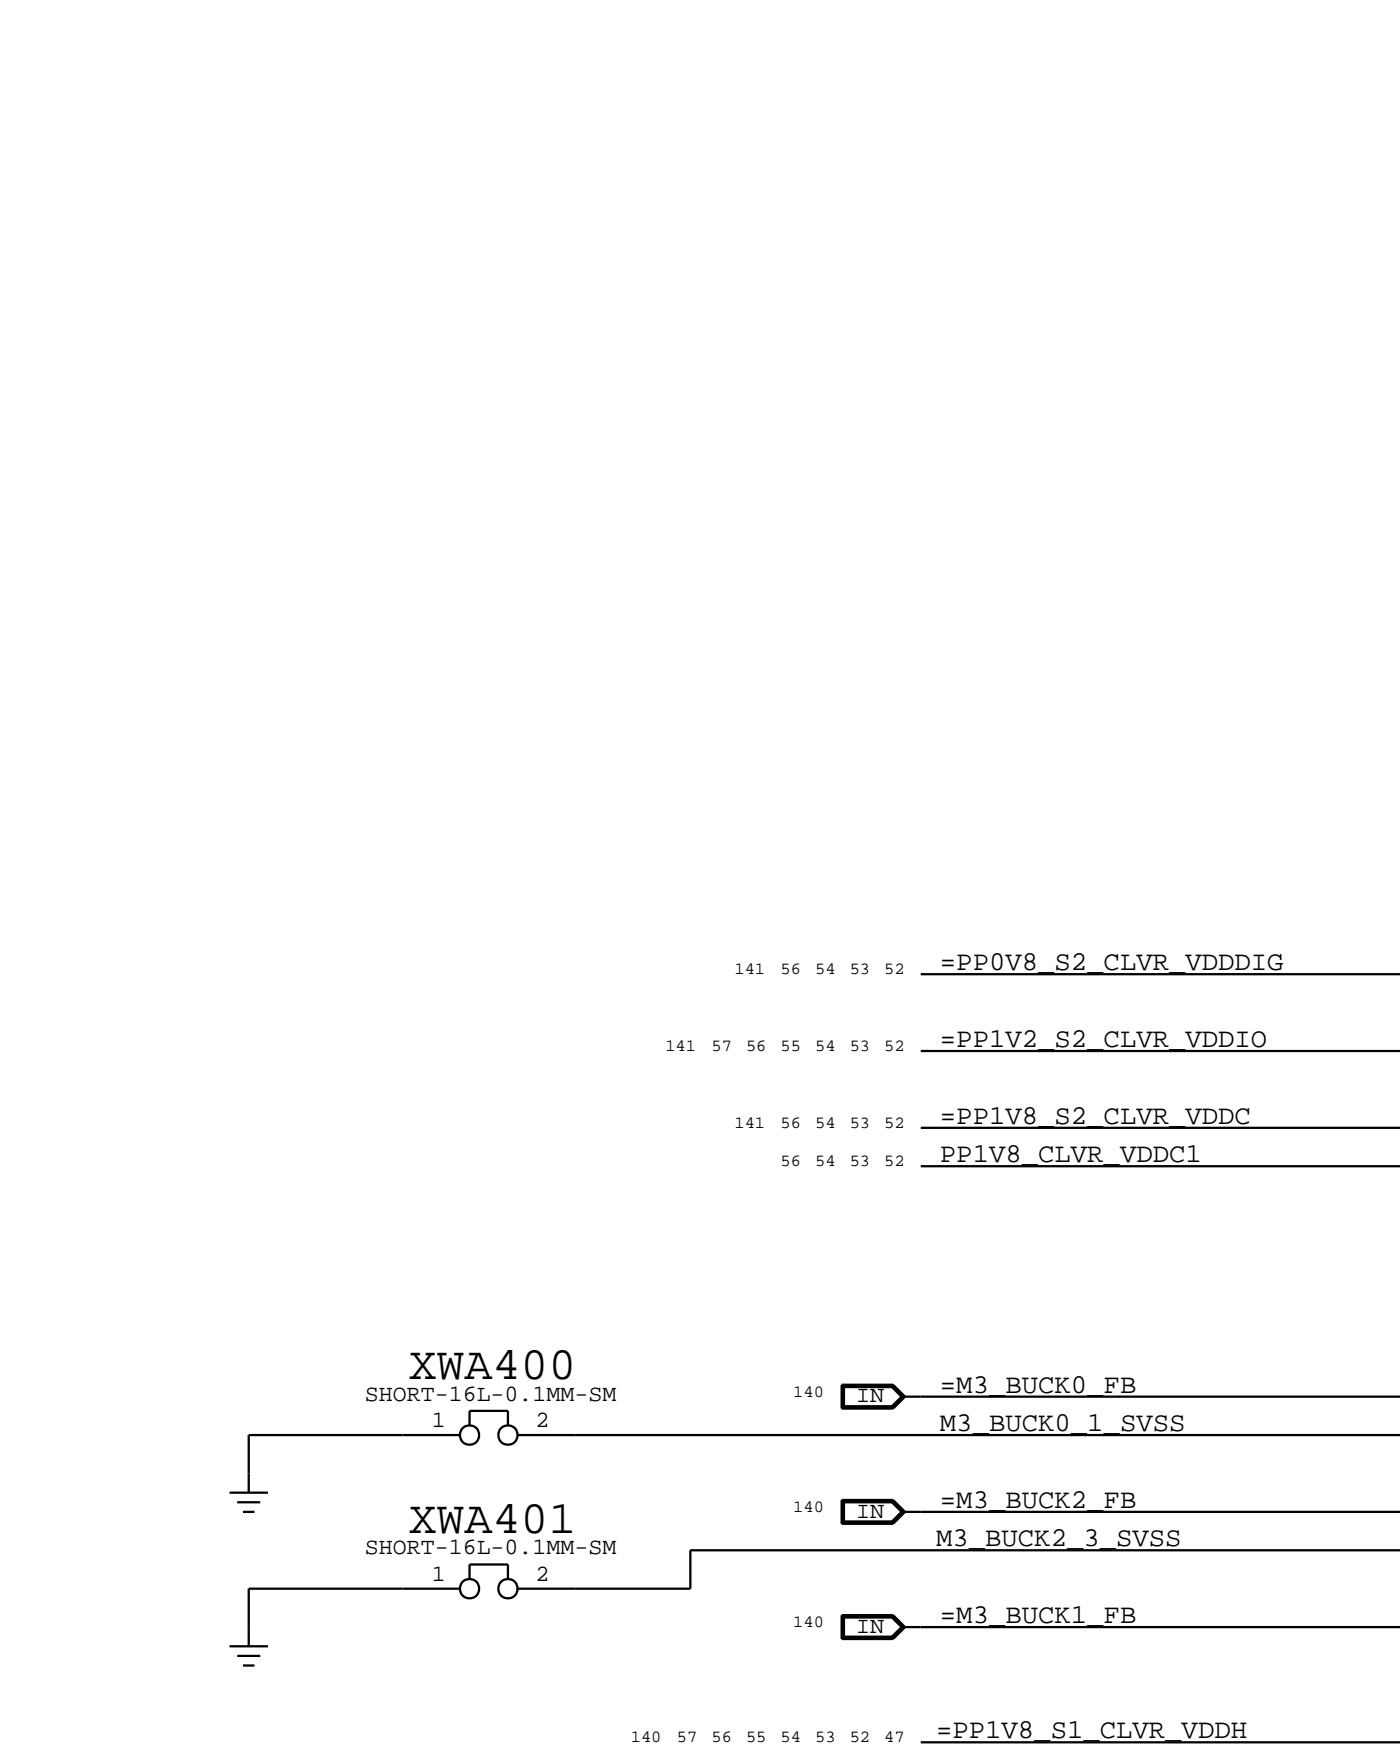 141 56 54 53 52 =PP0V8_S2_CLVR_VDDDIG
141 57 56 55 54 53 52 =PP1V2_S2_CLVR_VDDIO
141 56 54 53 52 =PP1V8_S2_CLVR_VDDC
56 54 53 52 PP1V8_CLVR_VDDC1
XWA400
SHORT-16L-0.1MM-SM
140 IN =M3_BUCK0_FB
1 2 M3_BUCK0_1_SVSS
140 IN =M3_BUCK2_FB
XWA401
SHORT-16L-0.1MM-SM
M3_BUCK2_3_SVSS
1 2
140 IN =M3_BUCK1_FB
140 57 56 55 54 53 52 47 =PP1V8_S1_CLVR_VDDH